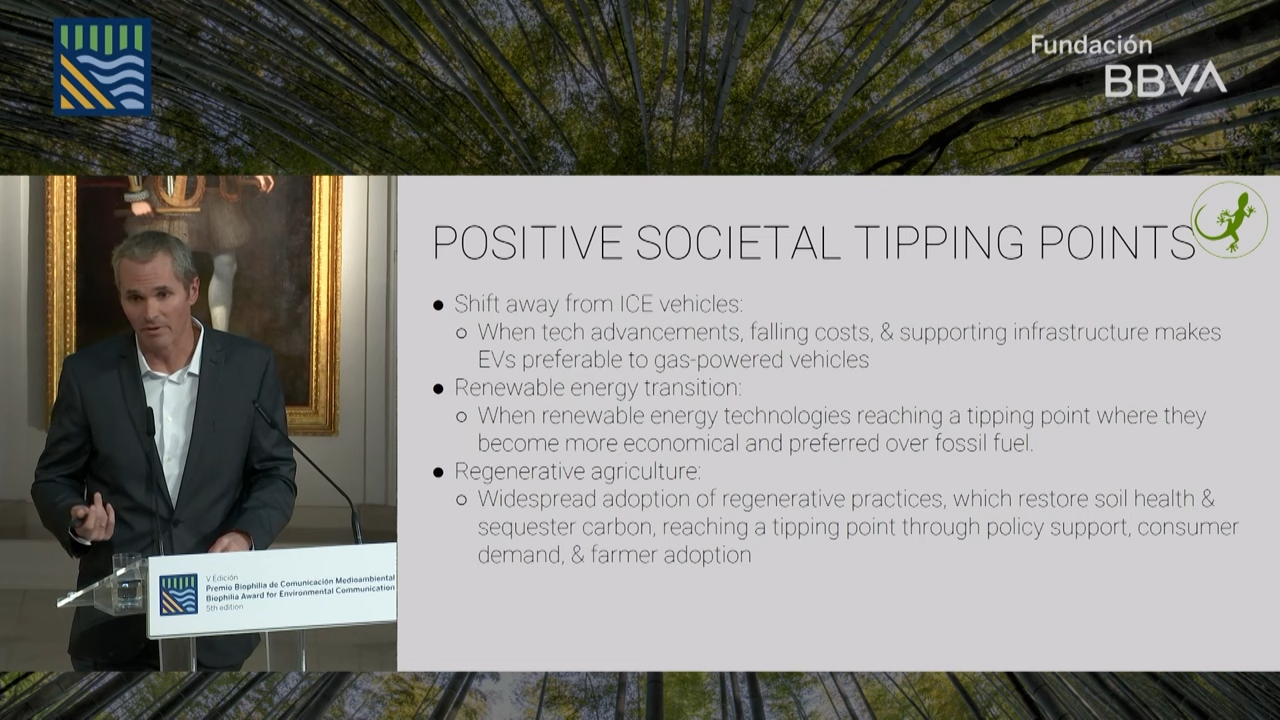 Fundación
BBVA
POSITIVE SOCIETAL TIPPING POINTS
● Shift away from ICE vehicles:
○ When tech advancements, falling costs, & supporting infrastructure makes
EVs preferable to gas-powered vehicles
● Renewable energy transition:
○ When renewable energy technologies reaching a tipping point where they
become more economical and preferred over fossil fuel.
● Regenerative agriculture:
○ Widespread adoption of regenerative practices, which restore soil health &
sequester carbon, reaching a tipping point through policy support, consumer
demand, & farmer adoption
V Edición
Premio Biophilia de Comunicación Medioambiental
Biophilia Award for Environmental Communication
5th edition